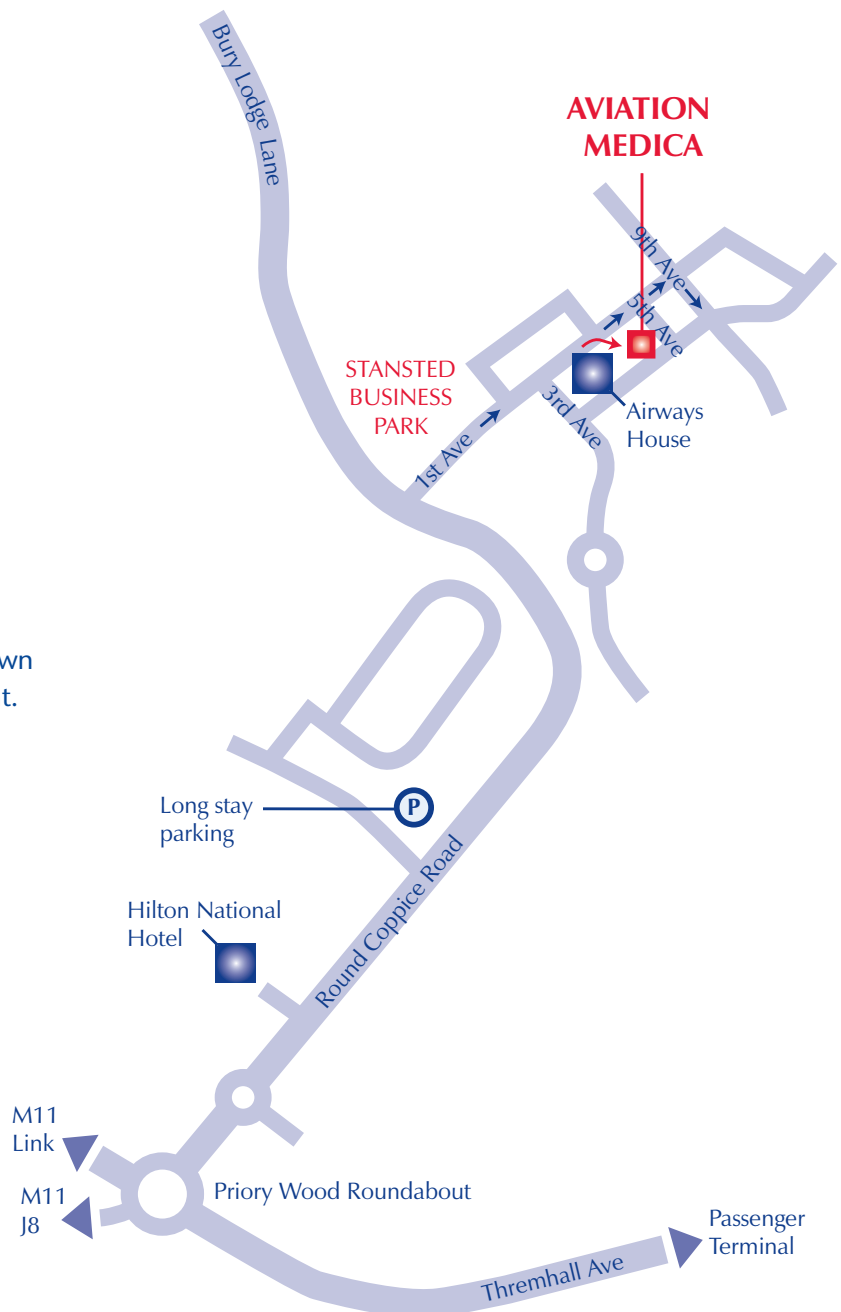 Bury Lodge Lane
AVIATION
MEDICA
9th Ave
5th Ave
STANSTED
BUSINESS
PARK
3rd Ave
Airways
House
1st Ave
wn
t.
Long stay
parking
P
Round Coppice Road
Hilton National
Hotel
M11
Link
Priory Wood Roundabout
M11
J8
Passenger
Terminal
Thremhall Ave